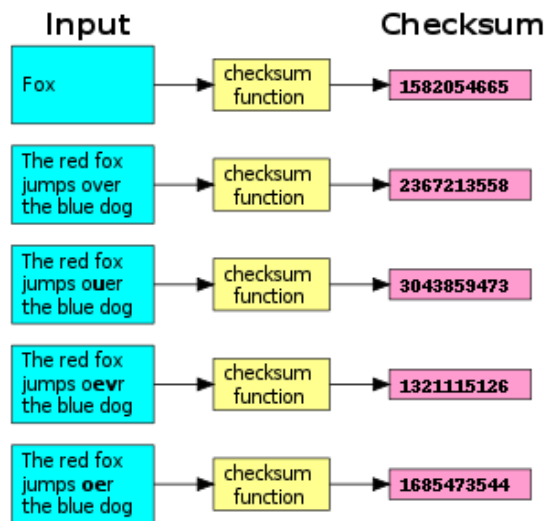 Input
Checksum
Fox
checksum
function
1582054665
The red fox
jumps over
the blue dog
checksum
function
2367213558
The red fox
jumps ouer
the blue dog
checksum
function
3043859473
The red fox
jumps oevr
the blue dog
checksum
function
1321115126
The red fox
jumps oer
the blue dog
checksum
function
1685473544